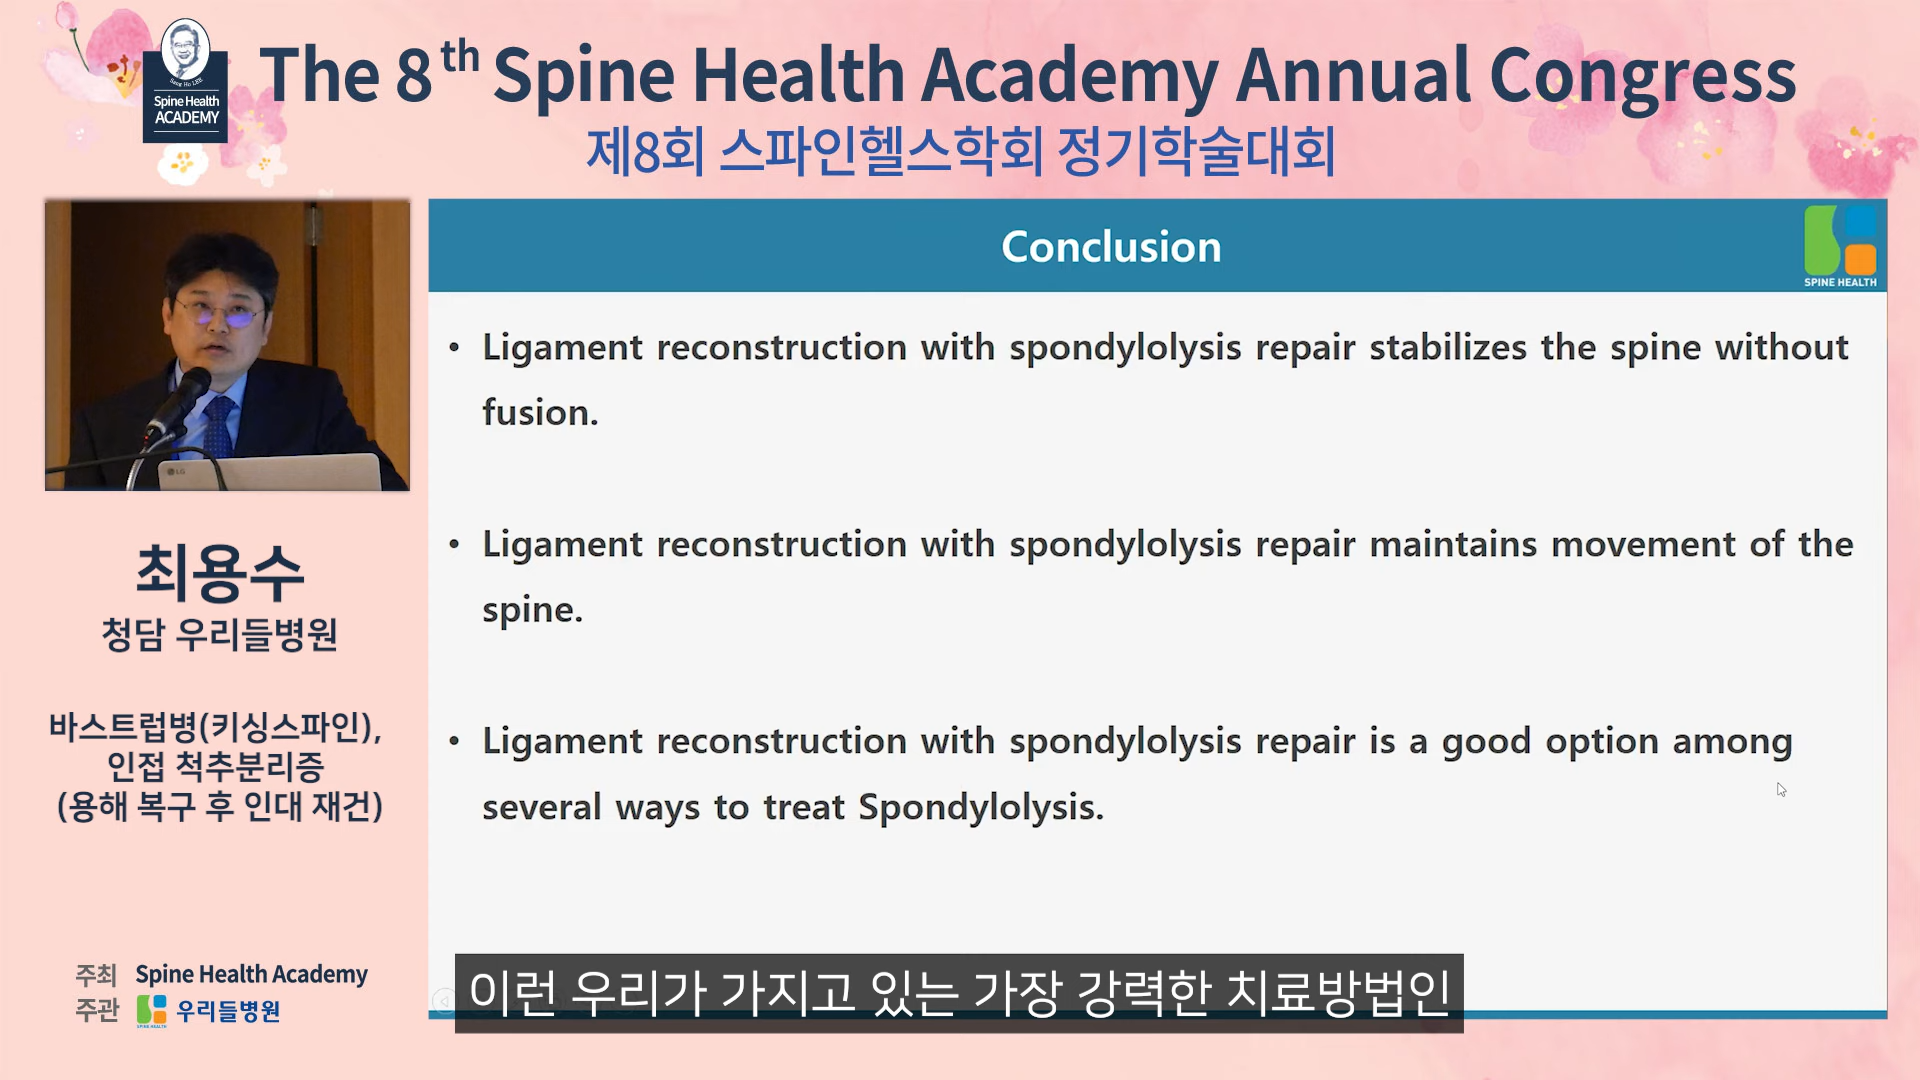 The 8th Spine Health Academy Annual Congress
제8회 스파인헬스학회 정기학술대회
Sang Ho LEE
Spine Health
ACADEMY
Conclusion
SPINE HEALTH
• Ligament reconstruction with spondylolysis repair stabilizes the spine without
fusion.
• Ligament reconstruction with spondylolysis repair maintains movement of the
spine.
• Ligament reconstruction with spondylolysis repair is a good option among
several ways to treat Spondylolysis.
LG
최용수
청담 우리들병원
바스트럽병(키싱스파인),
인접 척추분리증
(용해 복구 후 인대 재건)
주최 Spine Health Academy
주관 우리들병원
SPINE HEALTH
이런 우리가 가지고 있는 가장 강력한 치료방법인